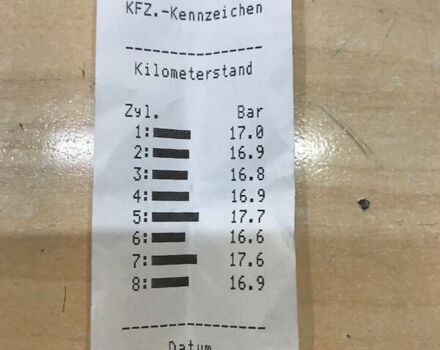 KFZ.-Kennzeichen
Kilometerstand
Zyl. Bar
1: 17.0
2: 16.9
3: 16.8
4: 16.9
5: 17.7
6: 16.6
7: 17.6
8: 16.9
Datum